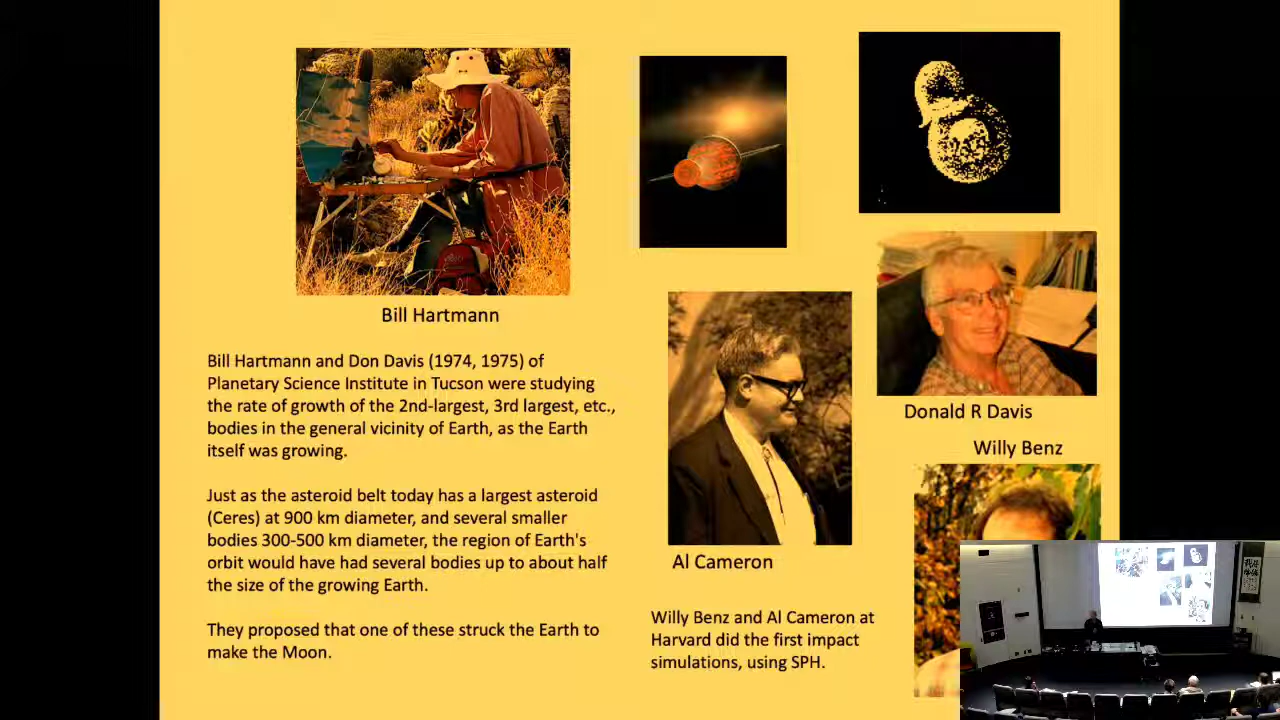 Bill Hartmann
Bill Hartmann and Don Davis (1974, 1975) of
Planetary Science Institute in Tucson were studying
the rate of growth of the 2nd-largest, 3rd largest, etc.,
bodies in the general vicinity of Earth, as the Earth
itself was growing.
Just as the asteroid belt today has a largest asteroid
(Ceres) at 900 km diameter, and several smaller
bodies 300-500 km diameter, the region of Earth's
orbit would have had several bodies up to about half
the size of the growing Earth.
They proposed that one of these struck the Earth to
make the Moon.
Al Cameron
Willy Benz and Al Cameron at
Harvard did the first impact
simulations, using SPH.
Donald R Davis
Willy Benz